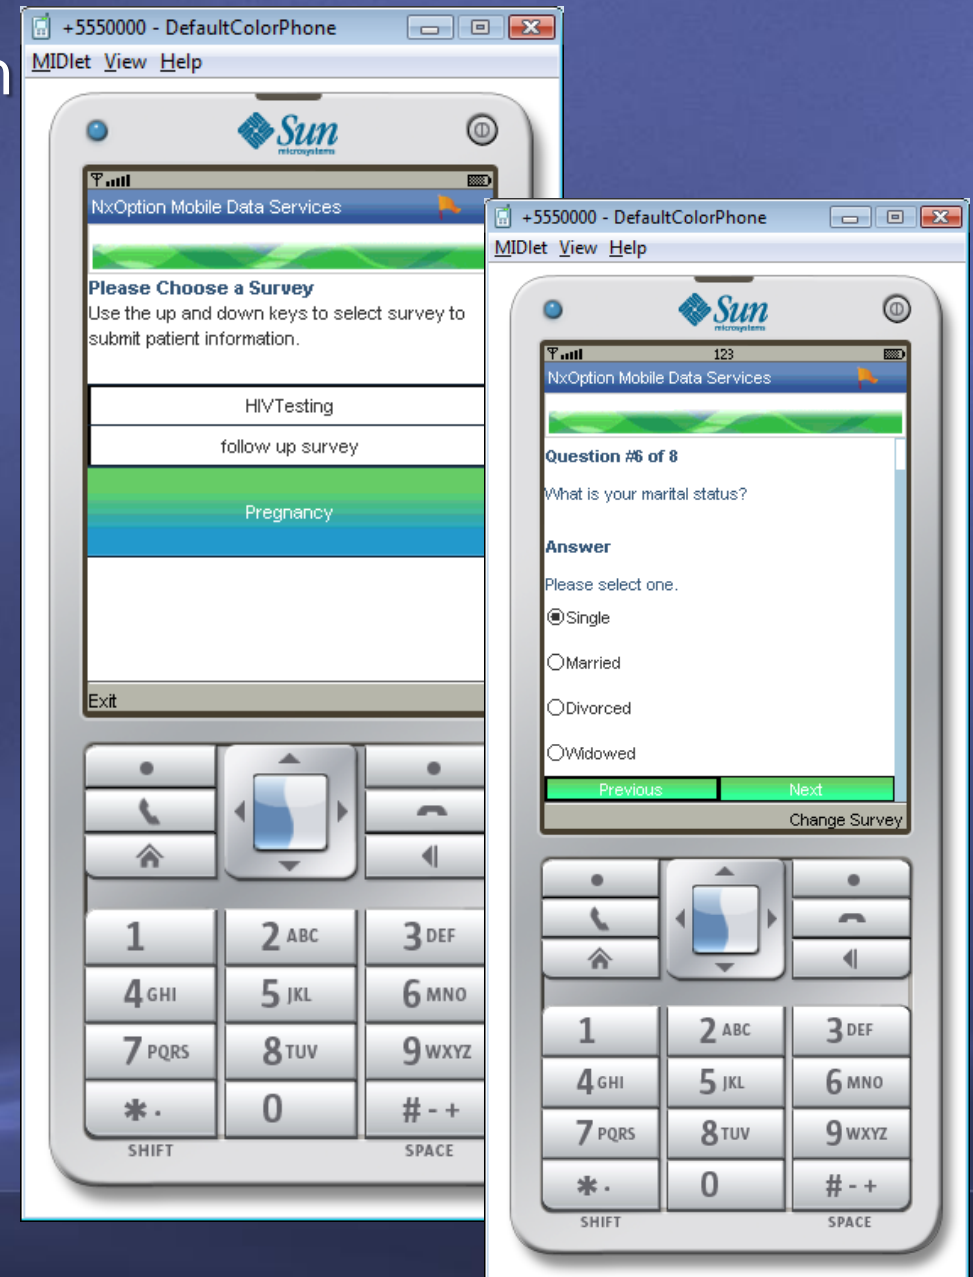 n
+5550000 - DefaultColorPhone
MIDlet View Help
Sun
microsystems
NxOption Mobile Data Services
Please Choose a Survey
Use the up and down keys to select survey to
submit patient information.
HIVTesting
follow up survey
Pregnancy
Exit
1
2 ABC
3 DEF
4 GHI
5 JKL
6 MNO
7 PQRS
8 TUV
9 WXYZ
* .
0
# - +
SHIFT
SPACE
+5550000 - DefaultColorPhone
MIDlet View Help
Sun
microsystems
123
NxOption Mobile Data Services
Question #6 of 8
What is your marital status?
Answer
Please select one.
Single
Married
Divorced
Widowed
Previous
Next
Change Survey
1
2 ABC
3 DEF
4 GHI
5 JKL
6 MNO
7 PQRS
8 TUV
9 WXYZ
* .
0
# - +
SHIFT
SPACE